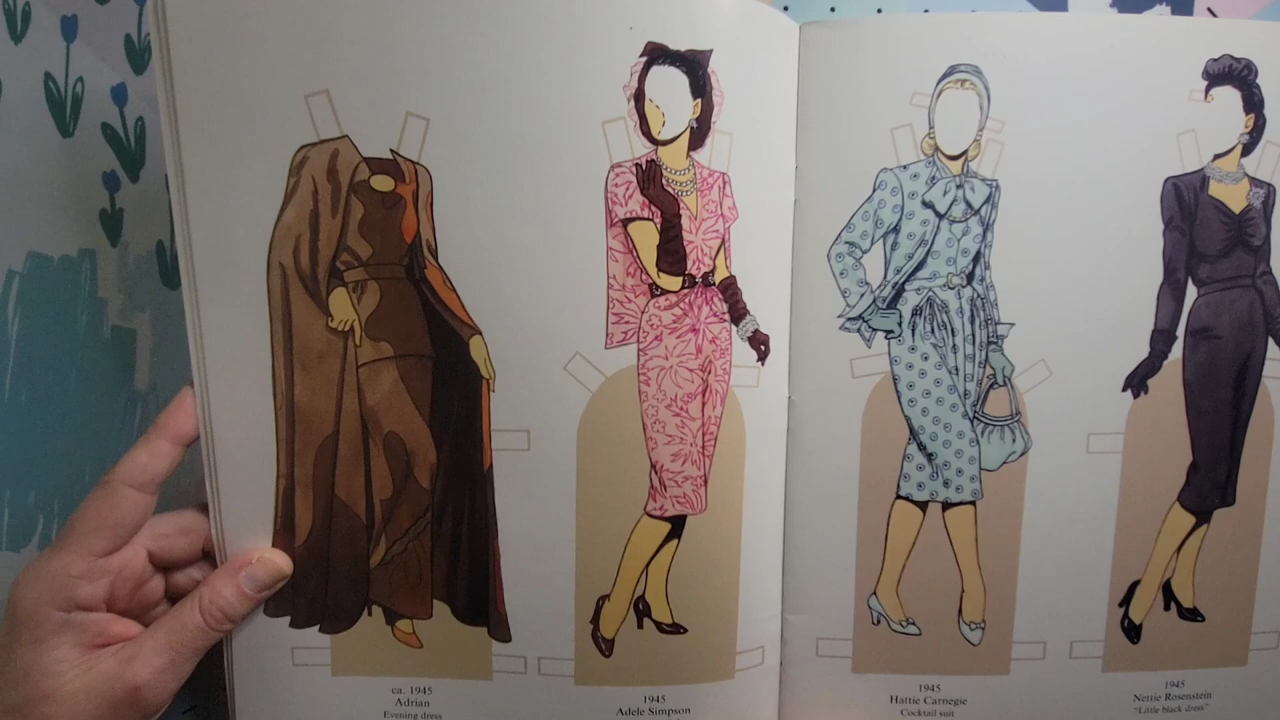 ca. 1945
Adrian
Evening dress
1945
Adele Simpson
1945
Hattie Carnegie
Cocktail suit
1945
Nettie Rosenstein
"Little black dress"